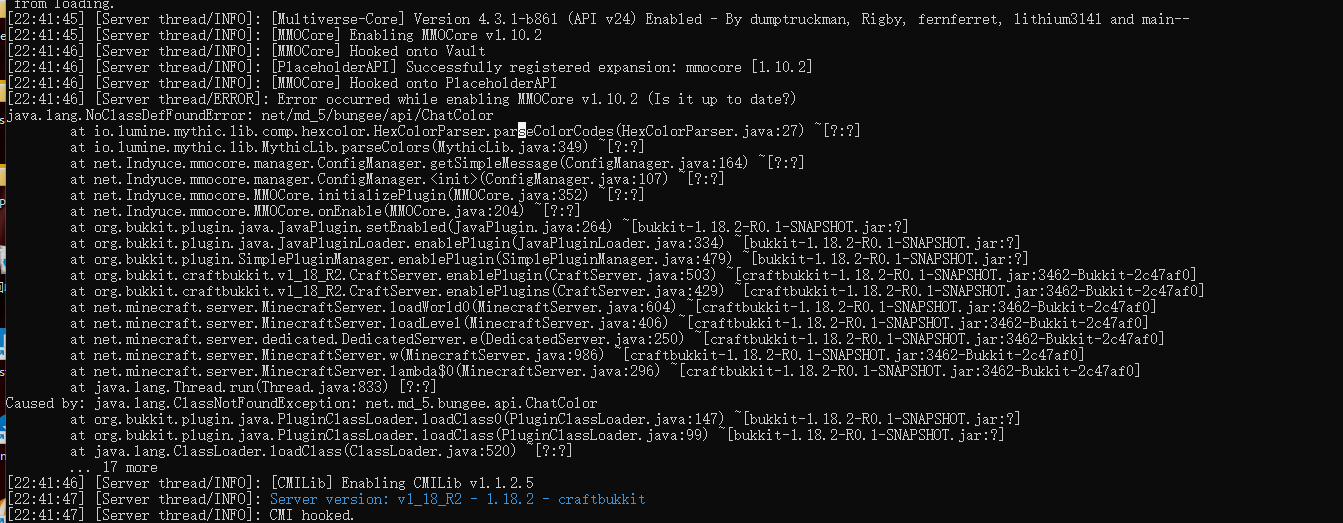 from loading.
[22:41:45] [Server thread/INFO]: [Multiverse-Core] Version 4.3.1-b861 (API v24) Enabled - By dumptruckman, Rigby, fernferret, lithium3141 and main--
[22:41:45] [Server thread/INFO]: [MMOCore] Enabling MMOCore v1.10.2
[22:41:46] [Server thread/INFO]: [MMOCore] Hooked onto Vault
[22:41:46] [Server thread/INFO]: [PlaceholderAPI] Successfully registered expansion: mmocore [1.10.2]
[22:41:46] [Server thread/INFO]: [MMOCore] Hooked onto PlaceholderAPI
[22:41:46] [Server thread/ERROR]: Error occurred while enabling MMOCore v1.10.2 (Is it up to date?)
java.lang.NoClassDefFoundError: net/md_5/bungee/api/ChatColor
at io.lumine.mythic.lib.comp.hexcolor.HexColorParser.parseColorCodes(HexColorParser.java:27) ~[?:?]
at io.lumine.mythic.lib.MythicLib.parseColors(MythicLib.java:349) ~[?:?]
at net.Indyuce.mmocore.manager.ConfigManager.getSimpleMessage(ConfigManager.java:164) ~[?:?]
at net.Indyuce.mmocore.manager.ConfigManager.<init>(ConfigManager.java:107) ~[?:?]
at net.Indyuce.mmocore.MMOCore.initializePlugin(MMOCore.java:352) ~[?:?]
at net.Indyuce.mmocore.MMOCore.onEnable(MMOCore.java:204) ~[?:?]
at org.bukkit.plugin.java.JavaPlugin.setEnabled(JavaPlugin.java:264) ~[bukkit-1.18.2-R0.1-SNAPSHOT.jar:?]
at org.bukkit.plugin.java.JavaPluginLoader.enablePlugin(JavaPluginLoader.java:334) ~[bukkit-1.18.2-R0.1-SNAPSHOT.jar:?]
at org.bukkit.plugin.SimplePluginManager.enablePlugin(SimplePluginManager.java:479) ~[bukkit-1.18.2-R0.1-SNAPSHOT.jar:?]
at org.bukkit.craftbukkit.v1_18_R2.CraftServer.enablePlugin(CraftServer.java:503) ~[craftbukkit-1.18.2-R0.1-SNAPSHOT.jar:3462-Bukkit-2c47af0]
at org.bukkit.craftbukkit.v1_18_R2.CraftServer.enablePlugins(CraftServer.java:429) ~[craftbukkit-1.18.2-R0.1-SNAPSHOT.jar:3462-Bukkit-2c47af0]
at net.minecraft.server.MinecraftServer.loadWorld0(MinecraftServer.java:604) ~[craftbukkit-1.18.2-R0.1-SNAPSHOT.jar:3462-Bukkit-2c47af0]
at net.minecraft.server.MinecraftServer.loadLevel(MinecraftServer.java:406) ~[craftbukkit-1.18.2-R0.1-SNAPSHOT.jar:3462-Bukkit-2c47af0]
at net.minecraft.server.dedicated.DedicatedServer.e(DedicatedServer.java:250) ~[craftbukkit-1.18.2-R0.1-SNAPSHOT.jar:3462-Bukkit-2c47af0]
at net.minecraft.server.MinecraftServer.w(MinecraftServer.java:986) ~[craftbukkit-1.18.2-R0.1-SNAPSHOT.jar:3462-Bukkit-2c47af0]
at net.minecraft.server.MinecraftServer.lambda$0(MinecraftServer.java:296) ~[craftbukkit-1.18.2-R0.1-SNAPSHOT.jar:3462-Bukkit-2c47af0]
at java.lang.Thread.run(Thread.java:833) [?:?]
Caused by: java.lang.ClassNotFoundException: net.md_5.bungee.api.ChatColor
at org.bukkit.plugin.java.PluginClassLoader.loadClass0(PluginClassLoader.java:147) ~[bukkit-1.18.2-R0.1-SNAPSHOT.jar:?]
at org.bukkit.plugin.java.PluginClassLoader.loadClass(PluginClassLoader.java:99) ~[bukkit-1.18.2-R0.1-SNAPSHOT.jar:?]
at java.lang.ClassLoader.loadClass(ClassLoader.java:520) ~[?:?]
... 17 more
[22:41:46] [Server thread/INFO]: [CMILib] Enabling CMILib v1.1.2.5
[22:41:47] [Server thread/INFO]: Server version: v1_18_R2 - 1.18.2 - craftbukkit
[22:41:47] [Server thread/INFO]: CMI hooked.